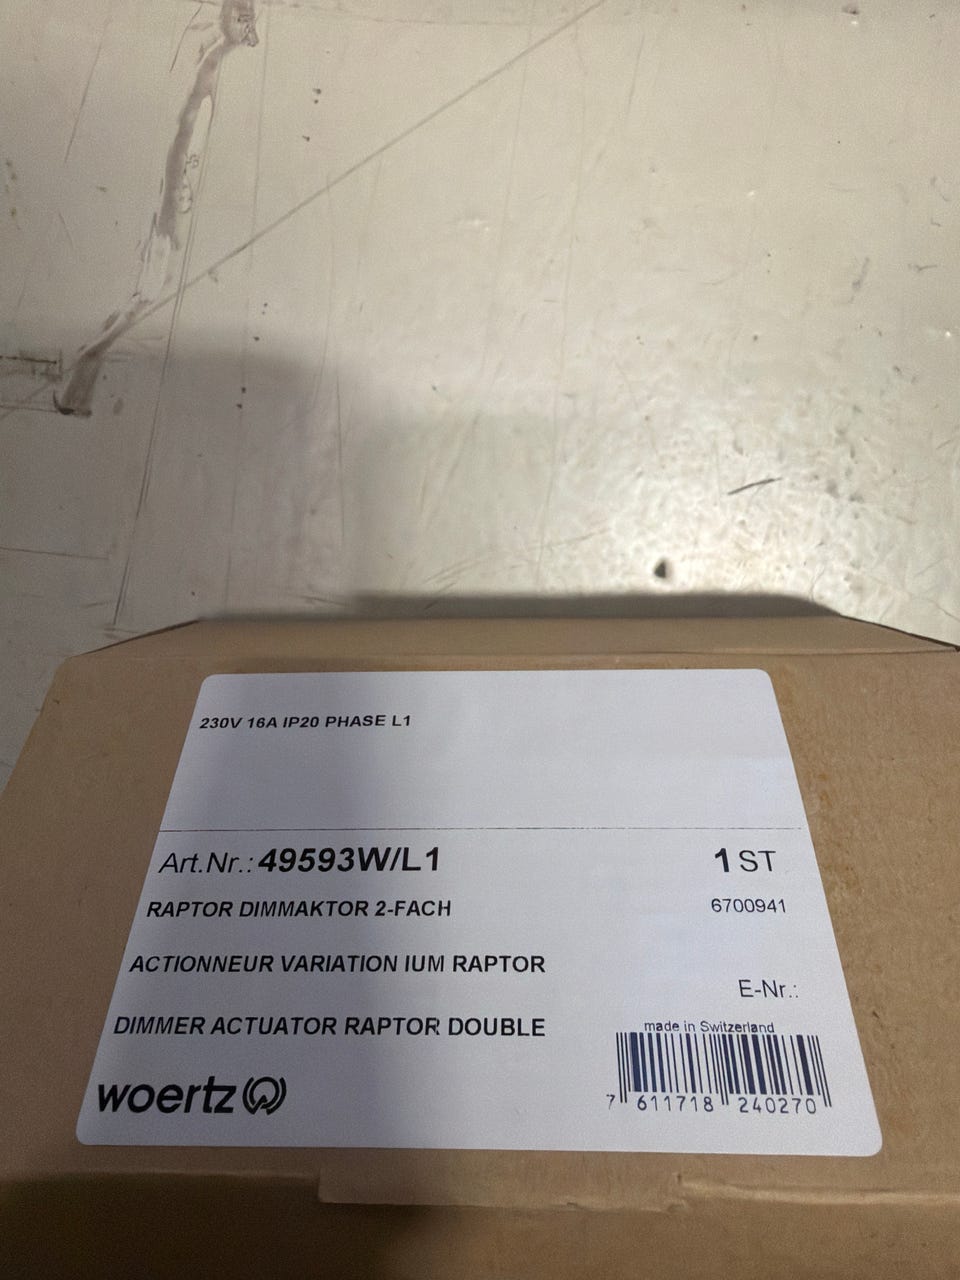 230V 16A IP20 PHASE L1
Art.Nr.: 49593W/L1
1 ST
RAPTOR DIMMAKTOR 2-FACH
6700941
ACTIONNEUR VARIATION IUM RAPTOR
E-Nr.:
DIMMER ACTUATOR RAPTOR DOUBLE
made in Switzerland
woertz
7 611718 240270